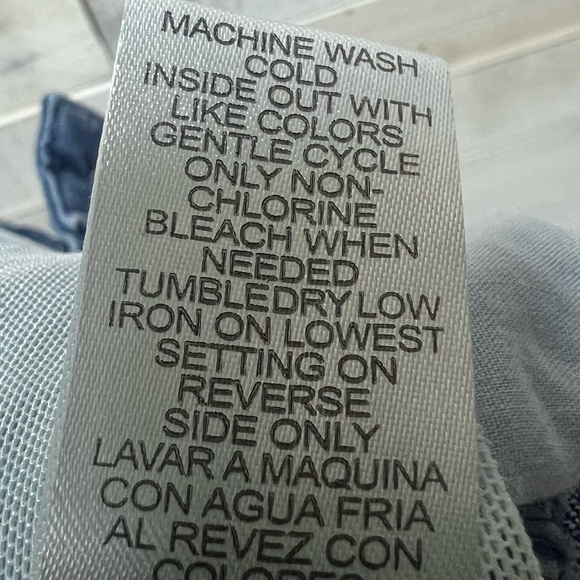 MACHINE WASH
COLD
INSIDE OUT WITH
LIKE COLORS
GENTLE CYCLE
ONLY NON-
CHLORINE
BLEACH WHEN
NEEDED
TUMBLEDRY LOW
IRON ON LOWEST
SETTING ON
REVERSE
SIDE ONLY
LAVAR A MAQUINA
CON AGUA FRIA
AL REVEZ CON
COLORES